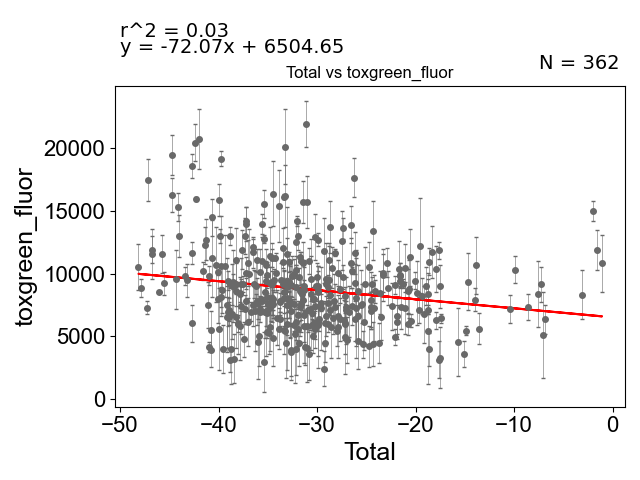 r^2 = 0.03
y = -72.07x + 6504.65
N = 362
Total vs toxgreen_fluor
toxgreen_fluor
20000
15000
10000
5000
0
−50
−40
−30
−20
−10
0
Total